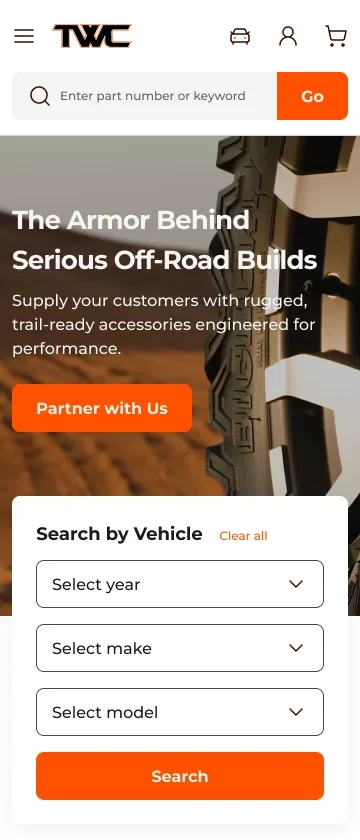 TWC
Enter part number or keyword
Go
The Armor Behind
Serious Off-Road Builds
Supply your customers with rugged,
trail-ready accessories engineered for
performance.
Partner with Us
Search by Vehicle
Clear all
Select year
Select make
Select model
Search